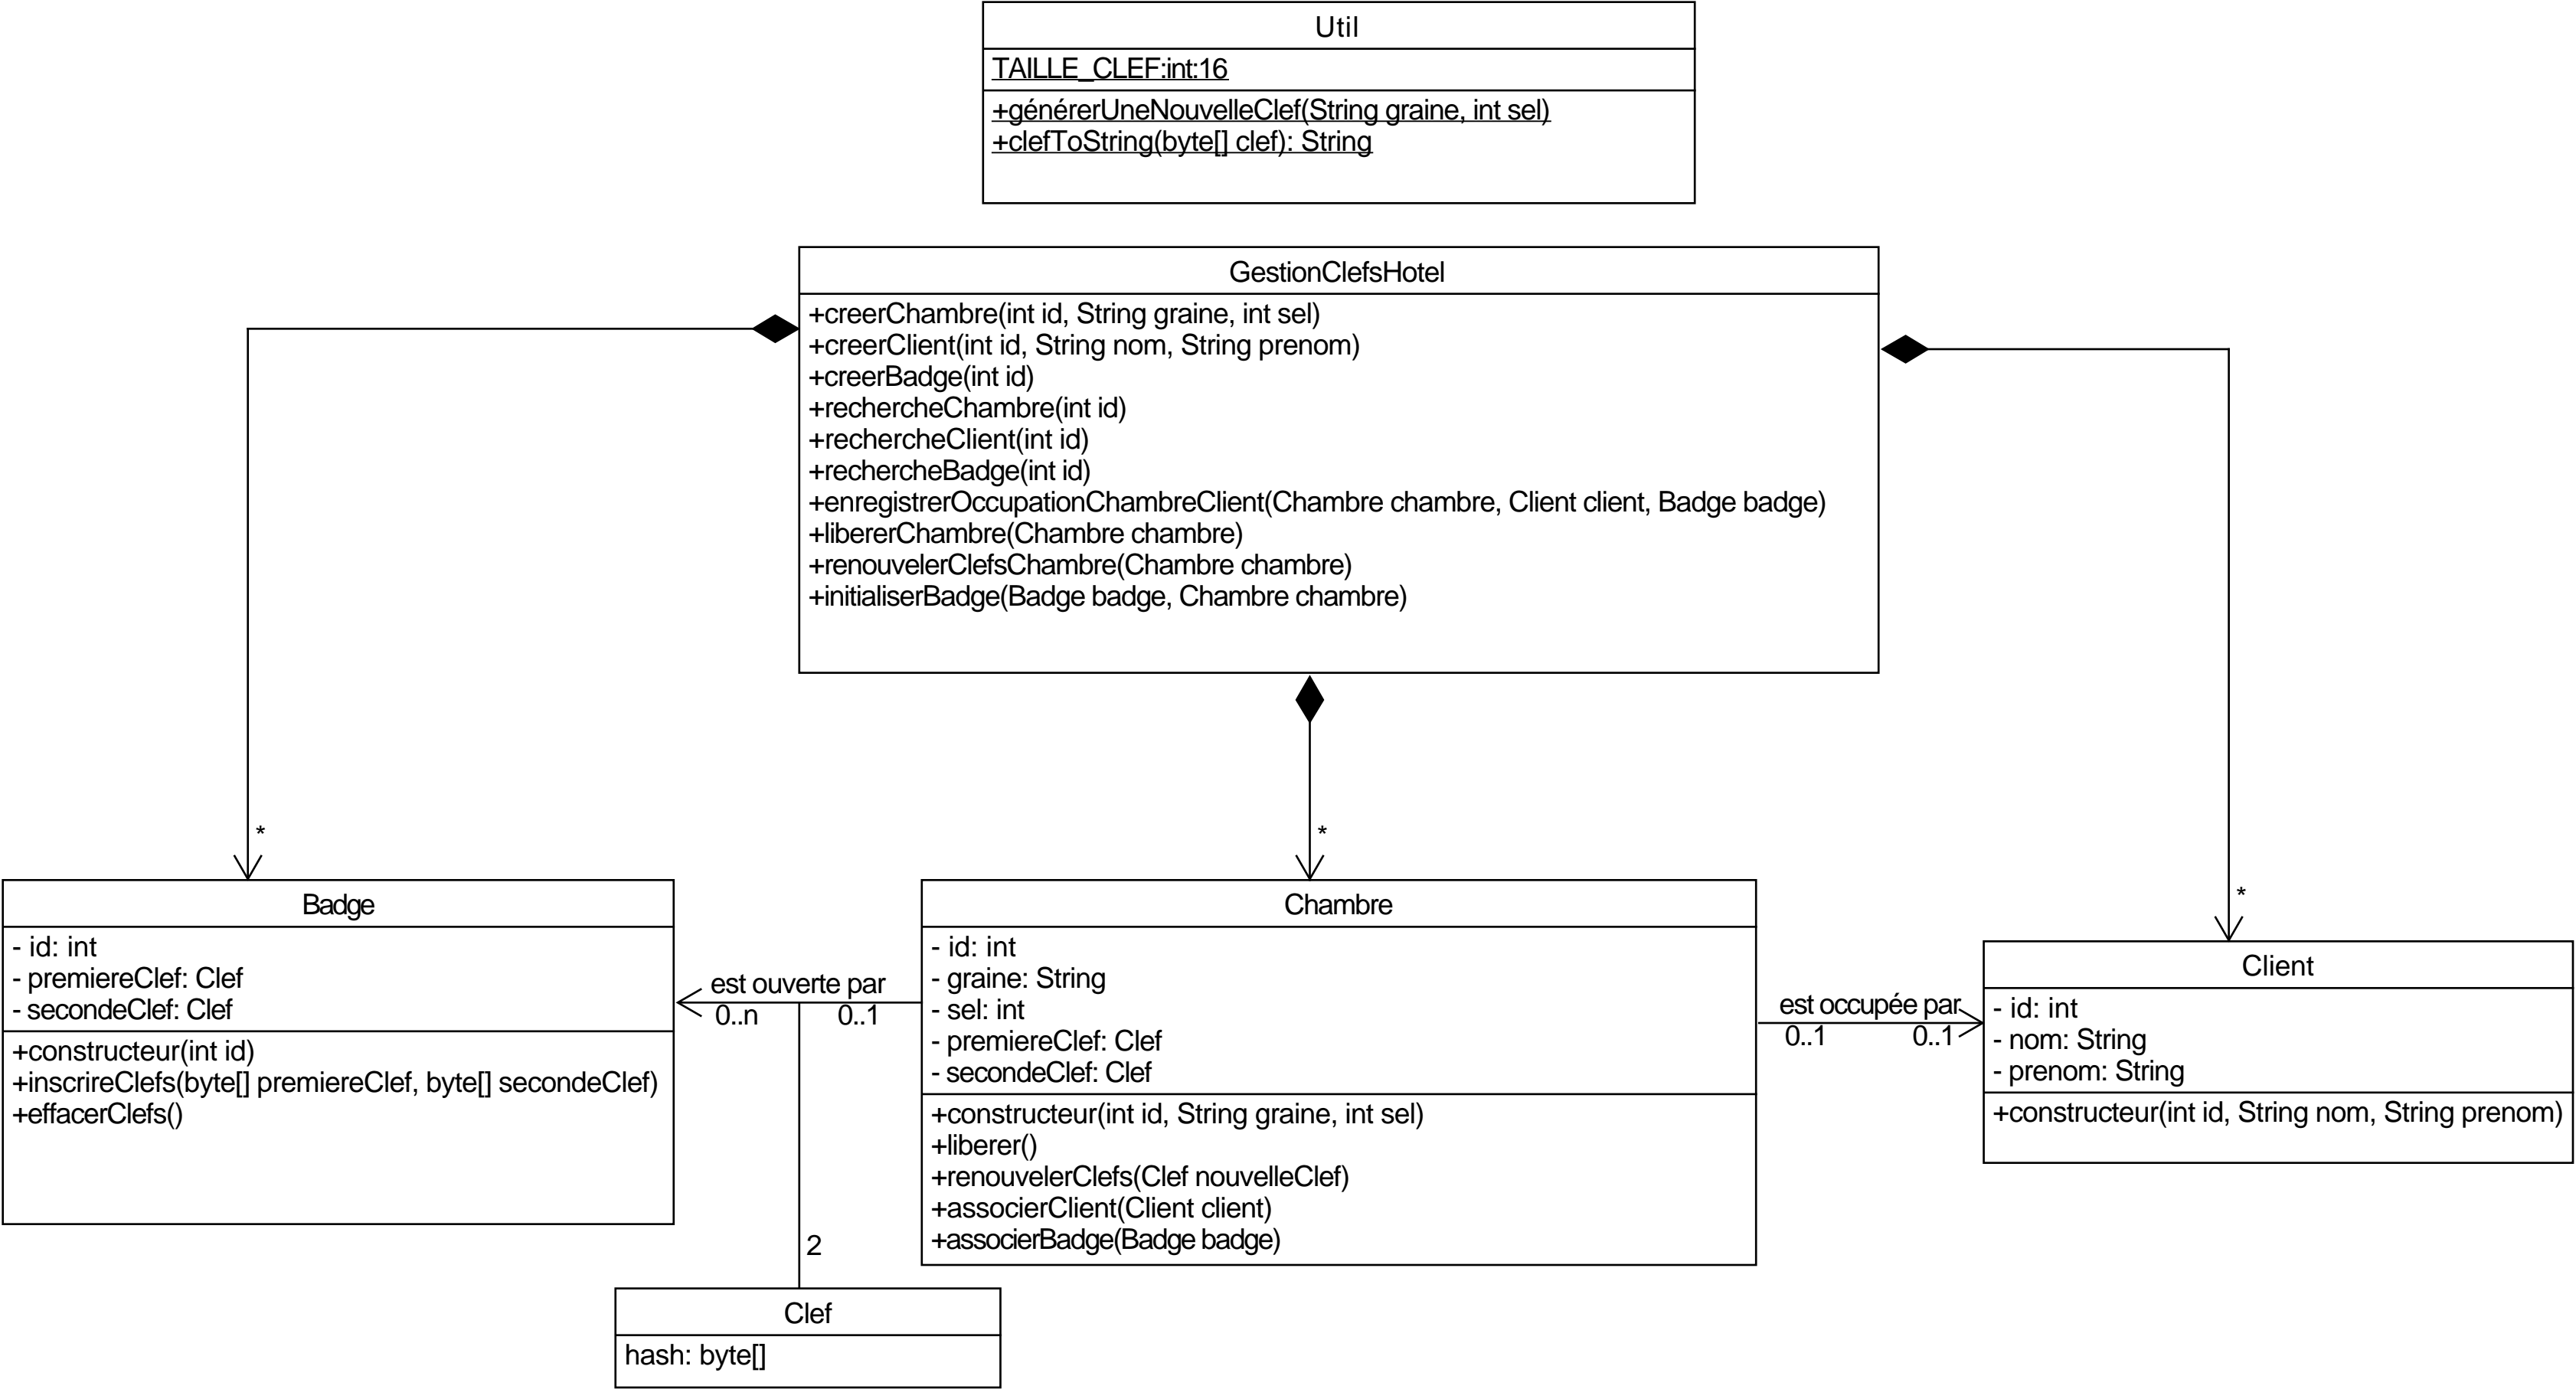 Util
TAILLE_CLEF:int:16
+générerUneNouvelleClef(String graine, int sel)
+clefToString(byte[] clef): String
GestionClefsHotel
+creerChambre(int id, String graine, int sel)
+creerClient(int id, String nom, String prenom)
+creerBadge(int id)
+rechercheChambre(int id)
+rechercheClient(int id)
+rechercheBadge(int id)
+enregistrerOccupationChambreClient(Chambre chambre, Client client, Badge badge)
+libererChambre(Chambre chambre)
+renouvelerClefsChambre(Chambre chambre)
+initialiserBadge(Badge badge, Chambre chambre)
*
*
*
Badge
- id: int
- premiereClef: Clef
- secondeClef: Clef
+constructeur(int id)
+inscrireClefs(byte[] premiereClef, byte[] secondeClef)
+effacerClefs()
est ouverte par
0..n
0..1
Chambre
- id: int
- graine: String
- sel: int
- premiereClef: Clef
- secondeClef: Clef
+constructeur(int id, String graine, int sel)
+liberer()
+renouvelerClefs(Clef nouvelleClef)
+associerClient(Client client)
+associerBadge(Badge badge)
est occupée par
0..1
0..1
Client
- id: int
- nom: String
- prenom: String
+constructeur(int id, String nom, String prenom)
2
Clef
hash: byte[]